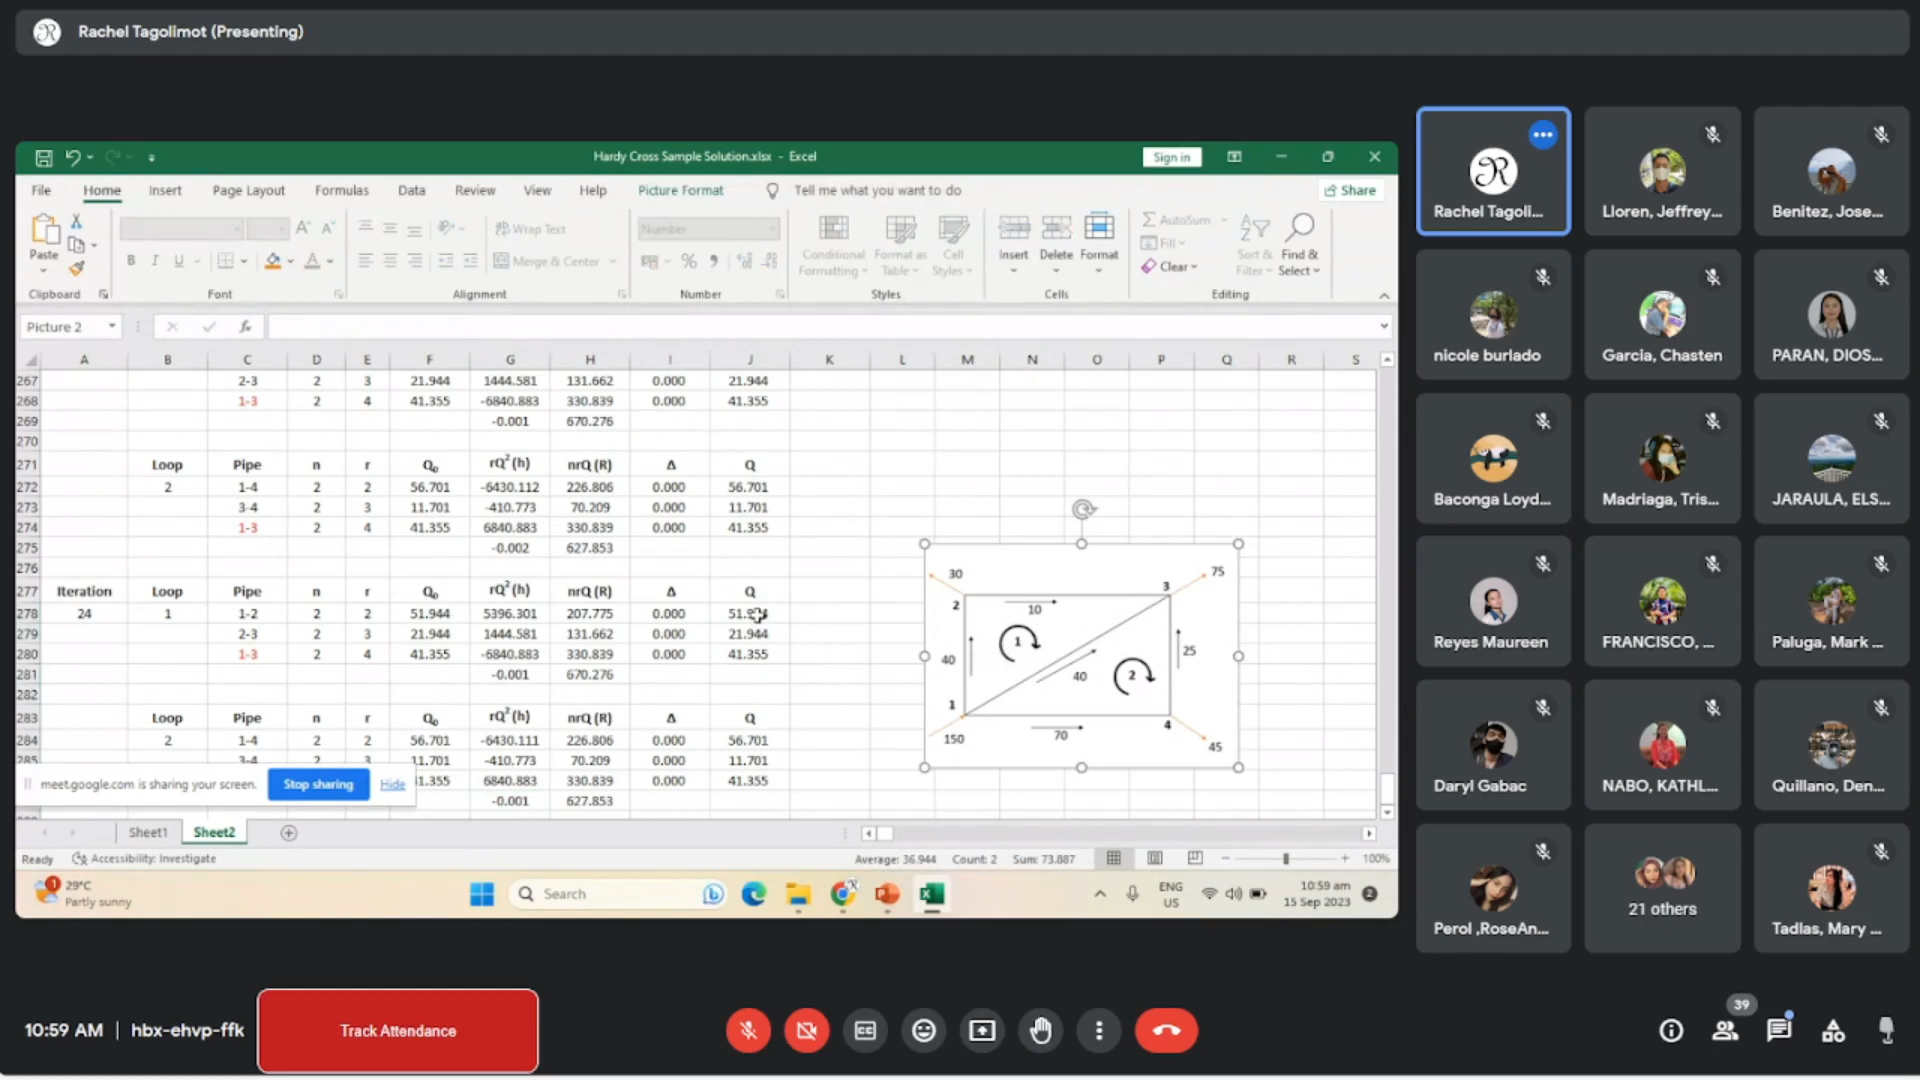 Rachel Tagolimot (Presenting)
Hardy Cross Sample Solution.xlsx - Excel
Sign in
File Home Insert Page Layout Formulas Data Review View Help Picture Format Tell me what you want to do Share
Paste
Wrap Text
Merge & Center
Number
Conditional Formatting
Format as Table
Cell Styles
Insert Delete Format
AutoSum
Fill
Clear
Sort & Filter
Find & Select
Clipboard Font Alignment Number Styles Cells Editing
Picture 2
A B C D E F G H I J K L M N O P Q R S
267 2-3 2 3 21.944 1444.581 131.662 0.000 21.944
268 1-3 2 4 41.355 -6840.883 330.839 0.000 41.355
269 -0.001 670.276
270
271 Loop Pipe n r Q₀ rQ² (h) nrQ (R) Δ Q
272 2 1-4 2 2 56.701 -6430.112 226.806 0.000 56.701
273 3-4 2 3 11.701 -410.773 70.209 0.000 11.701
274 1-3 2 4 41.355 6840.883 330.839 0.000 41.355
275 -0.002 627.853
276
277 Iteration Loop Pipe n r Q₀ rQ² (h) nrQ (R) Δ Q
278 24 1 1-2 2 2 51.944 5396.301 207.775 0.000
279 2-3 2 3 21.944 1444.581 131.662 0.000 21.944
280 1-3 2 4 41.355 -6840.883 330.839 0.000 41.355
281 -0.001 670.276
282
283 Loop Pipe n r Q₀ rQ² (h) nrQ (R) Δ Q
284 2 1-4 2 2 56.701 -6430.111 226.806 0.000 56.701
285 3-4 2 3 11.701 -410.773 70.209 0.000 11.701
41.355 6840.883 330.839 0.000 41.355
-0.001 627.853
30 75
2 3
10
1
40 25
40 2
1 4
150 70 45
meet.google.com is sharing your screen. Stop sharing Hide
Sheet1 Sheet2
Ready Accessibility: Investigate Average: 36.944 Count: 2 Sum: 73.887 100%
1
29°C
Partly sunny
Search
ENG
US
10:59 am
15 Sep 2023
2
Rachel Tagoli...
Lloren, Jeffrey...
Benitez, Jose...
nicole burlado
Garcia, Chasten
PARAN, DIOS...
Baconga Loyd...
Madriaga, Tris...
JARAULA, ELS...
Reyes Maureen
FRANCISCO, ...
Paluga, Mark ...
Daryl Gabac
NABO, KATHL...
Quillano, Den...
Perol ,RoseAn...
21 others
Tadlas, Mary ...
10:59 AM | hbx-ehvp-ffk
Track Attendance
39